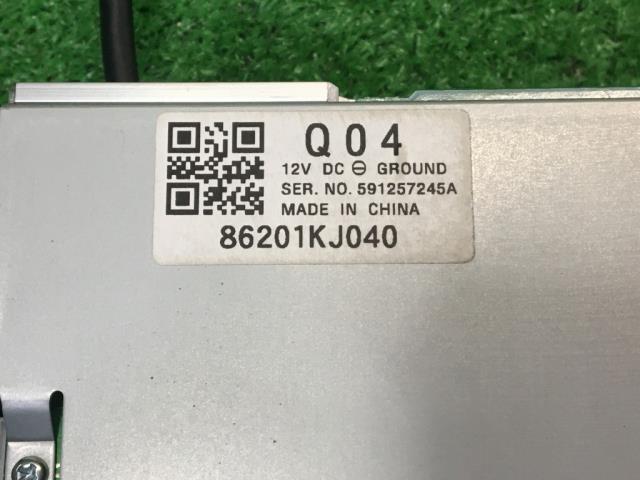 Q04
12V DC ⊖ GROUND
SER. NO. 591257245A
MADE IN CHINA
86201KJ040